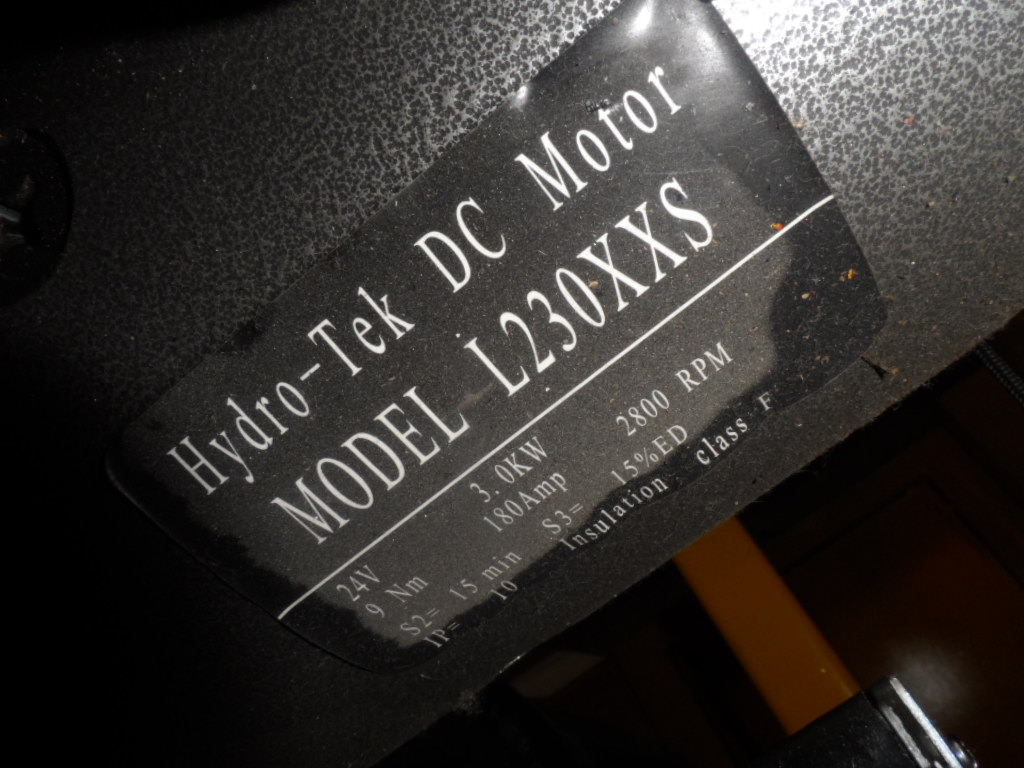 Hydro-Tek DC Motor
MODEL L230XXS
24V 3.0KW 2800 RPM
9 Nm 180Amp
S2= 15 min S3= 15%ED
IP= 10 Insulation class F